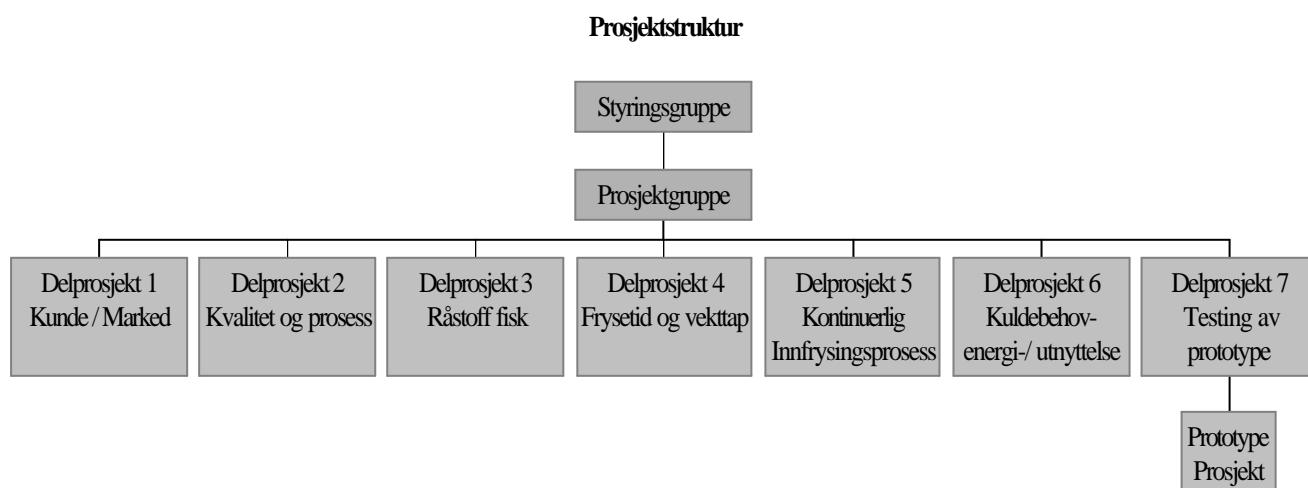 Prosjektstruktur
Styringsgruppe
Prosjektgruppe
Delprosjekt 1
Kunde / Marked
Delprosjekt 2
Kvalitet og prosess
Delprosjekt 3
Råstoff fisk
Delprosjekt 4
Frysetid og vekttap
Delprosjekt 5
Kontinuerlig
Innfrysingsprosess
Delprosjekt 6
Kuldebehov-
energi-/ utnyttelse
Delprosjekt 7
Testing av
prototype
Prototype
Prosjekt